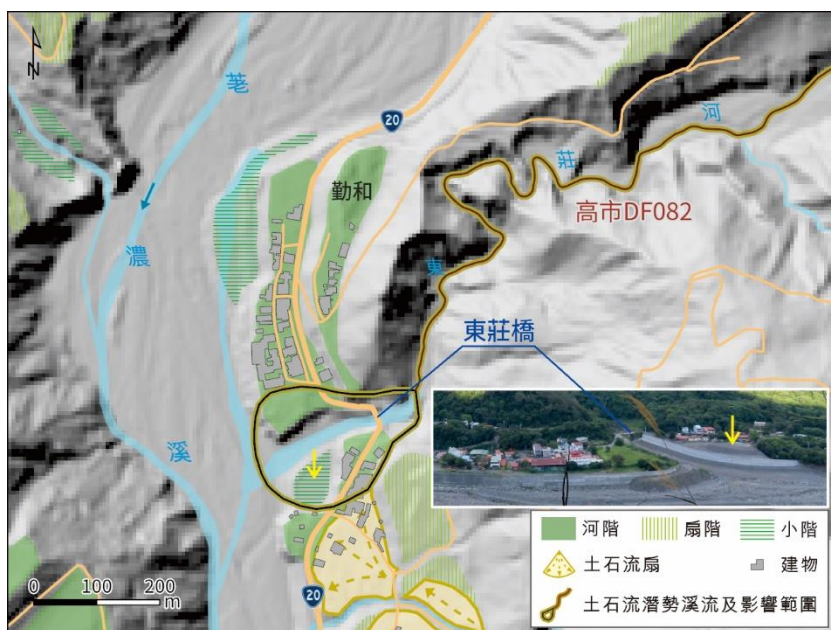 N
荖
濃
溪
20
勤和
河
莊
東
高市DF082
東莊橋
20
0 100 200
m
河階 扇階 小階
土石流扇 建物
土石流潛勢溪流及影響範圍